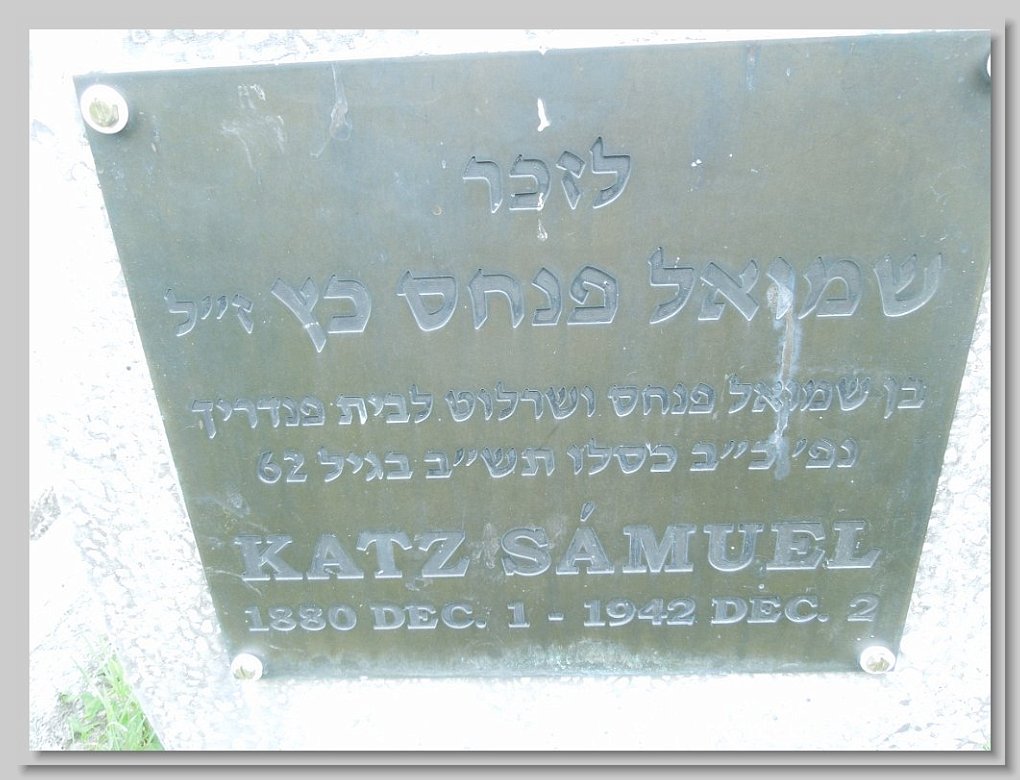 לזכר
שמואל פנחס כץ ז״ל
בן שמואל פנחס ושרלוט לבית פנדריך
נפ׳ כ״ב כסלו תש״ב בגיל 62
KATZ SÁMUEL
1880 DEC. 1 - 1942 DEC. 2